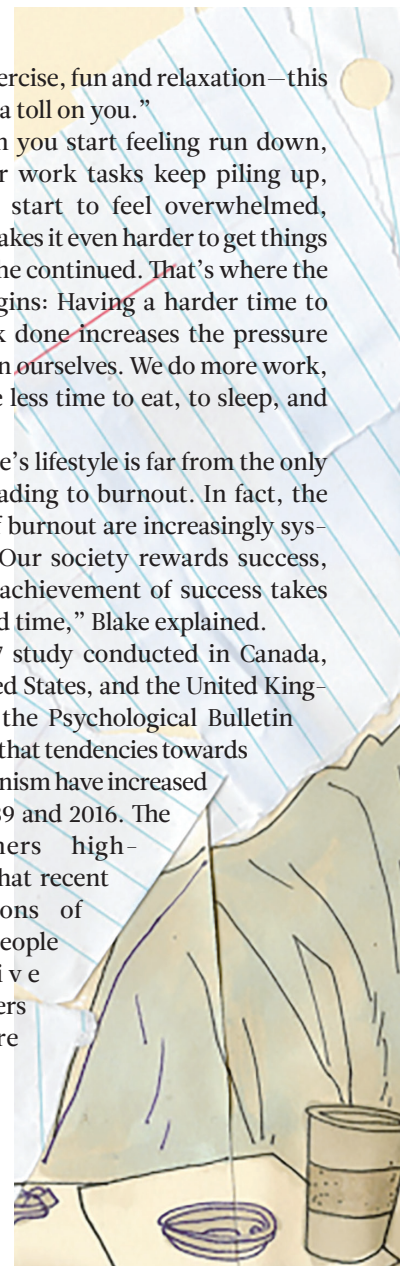 ercise, fun and relaxation—this
a toll on you.”
n you start feeling run down,
r work tasks keep piling up,
start to feel overwhelmed,
akes it even harder to get things
he continued. That’s where the
gins: Having a harder time to
k done increases the pressure
n ourselves. We do more work,
e less time to eat, to sleep, and
e’s lifestyle is far from the only
ading to burnout. In fact, the
f burnout are increasingly sys-
Our society rewards success,
achievement of success takes
d time,” Blake explained.
7 study conducted in Canada,
ed States, and the United King-
the Psychological Bulletin
that tendencies towards
nism have increased
39 and 2016. The
ners high-
hat recent
ons of
eople
ive
ers
re